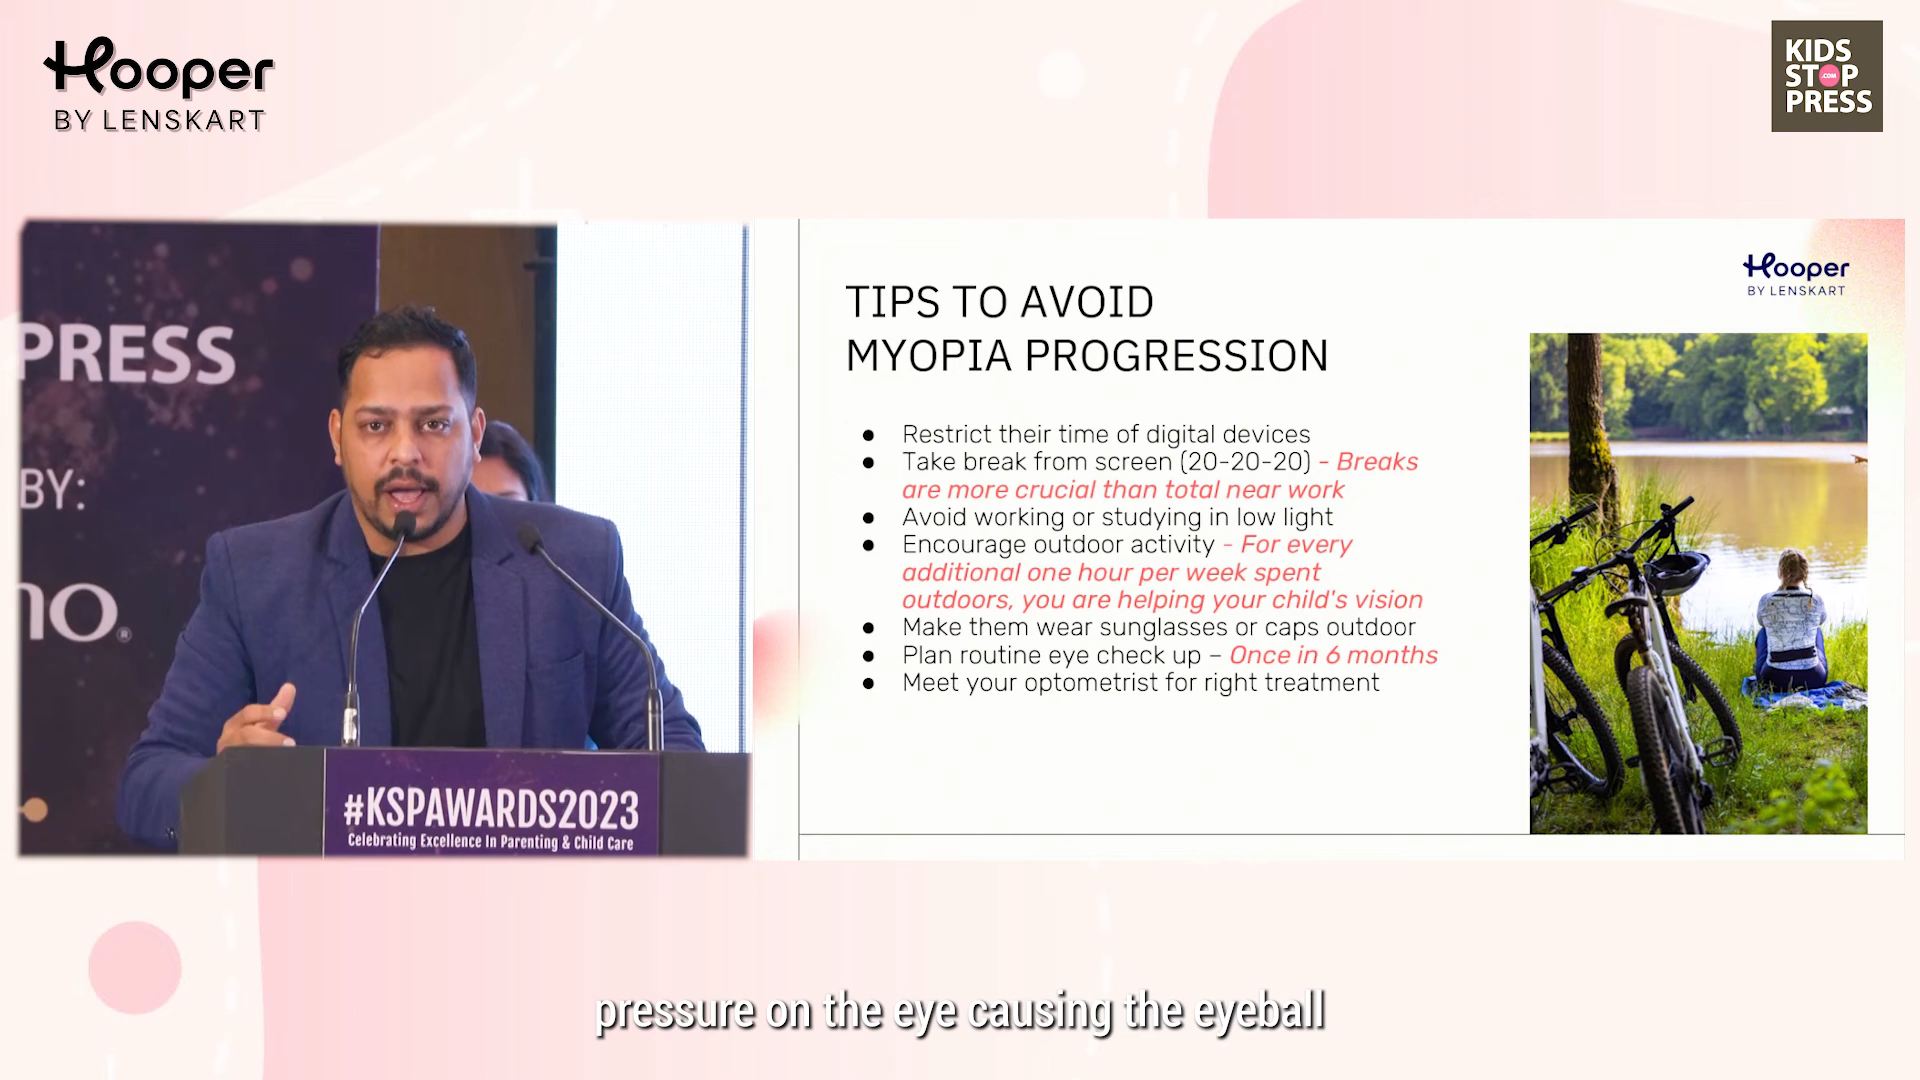 Hooper
BY LENSKART
KIDS
STOP
.COM
PRESS
PRESS
BY:
no®
#KSPAWARDS2023
Celebrating Excellence In Parenting & Child Care
Hooper
BY LENSKART
TIPS TO AVOID
MYOPIA PROGRESSION
● Restrict their time of digital devices
● Take break from screen (20-20-20) - Breaks
are more crucial than total near work
● Avoid working or studying in low light
● Encourage outdoor activity - For every
additional one hour per week spent
outdoors, you are helping your child's vision
● Make them wear sunglasses or caps outdoor
● Plan routine eye check up – Once in 6 months
● Meet your optometrist for right treatment
pressure on the eye causing the eyeball